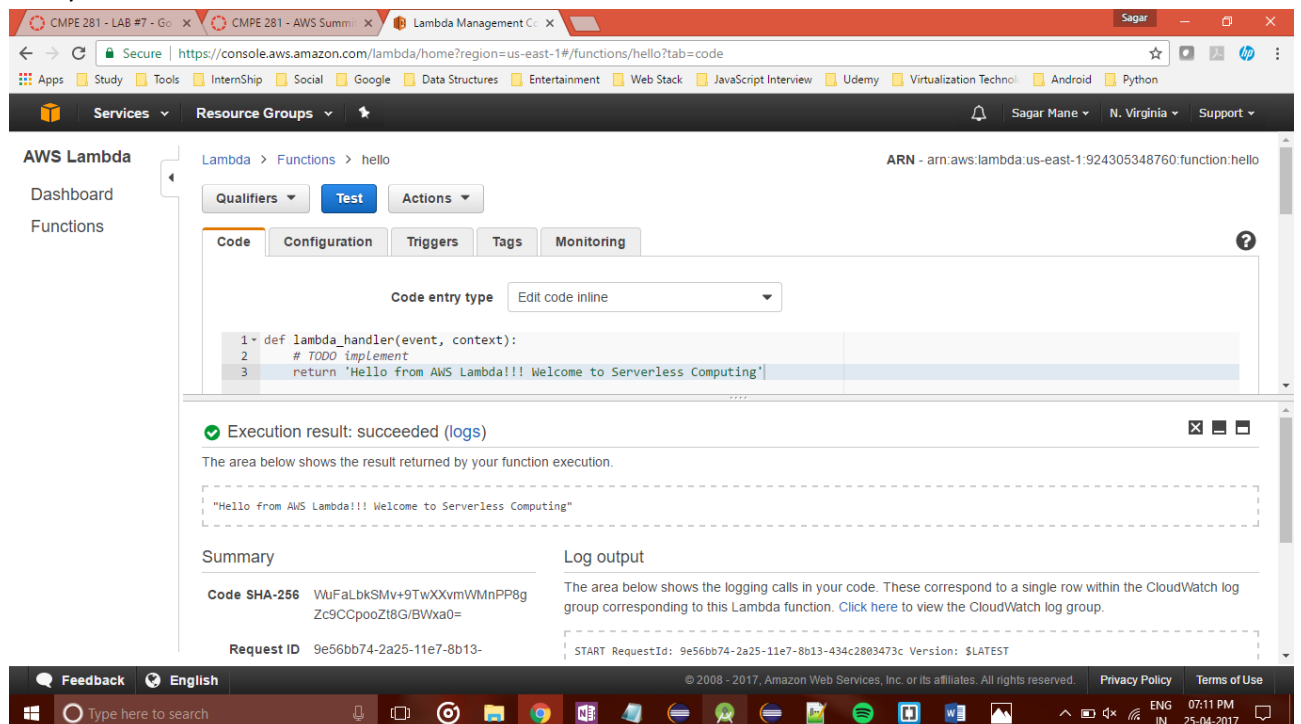 CMPE 281 - LAB #7 - Go
CMPE 281 - AWS Summi
Lambda Management Co
Sagar
Secure | https://console.aws.amazon.com/lambda/home?region=us-east-1#/functions/hello?tab=code
Apps Study Tools InternShip Social Google Data Structures Entertainment Web Stack JavaScript Interview Udemy Virtualization Technol Android Python
Services Resource Groups Sagar Mane N. Virginia Support
AWS Lambda
Dashboard
Functions
Lambda > Functions > hello
ARN - arn:aws:lambda:us-east-1:924305348760:function:hello
Qualifiers Test Actions
Code Configuration Triggers Tags Monitoring
Code entry type Edit code inline
1 def lambda_handler(event, context):
2 # TODO implement
3 return 'Hello from AWS Lambda!!! Welcome to Serverless Computing'
Execution result: succeeded (logs)
The area below shows the result returned by your function execution.
"Hello from AWS Lambda!!! Welcome to Serverless Computing"
Summary
Code SHA-256 WuFaLbkSMv+9TwXXvmWMnPP8g
Zc9CCpooZt8G/BWxa0=
Request ID 9e56bb74-2a25-11e7-8b13-
Log output
The area below shows the logging calls in your code. These correspond to a single row within the CloudWatch log
group corresponding to this Lambda function. Click here to view the CloudWatch log group.
START RequestId: 9e56bb74-2a25-11e7-8b13-434c2803473c Version: $LATEST
Feedback English © 2008 - 2017, Amazon Web Services, Inc. or its affiliates. All rights reserved. Privacy Policy Terms of Use
Type here to search
ENG
IN
07:11 PM
25-04-2017